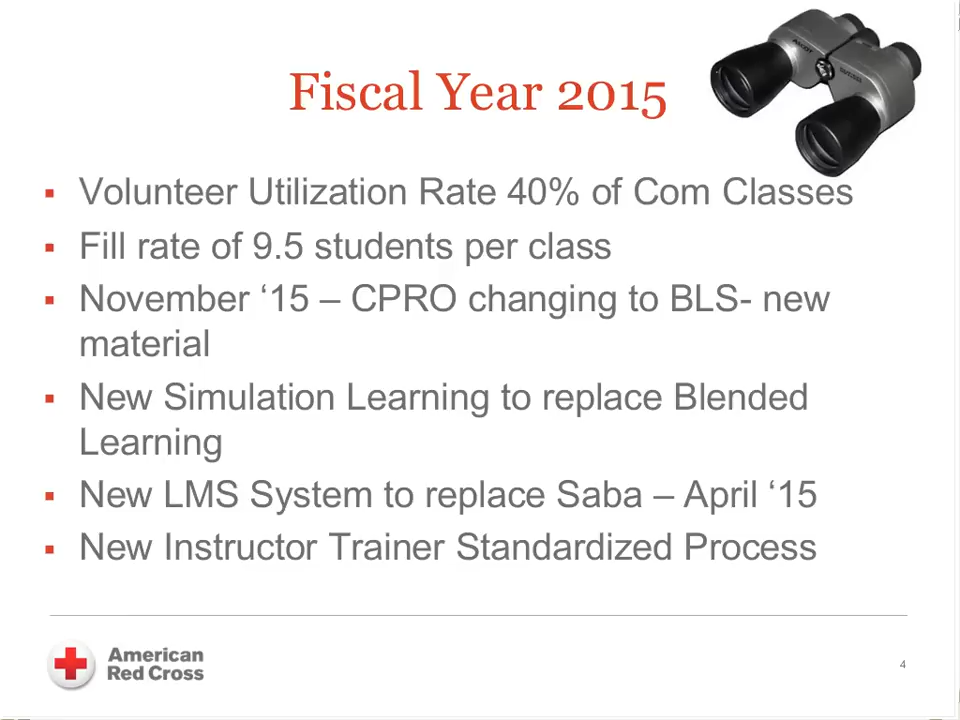 Fiscal Year 2015
▪ Volunteer Utilization Rate 40% of Com Classes
▪ Fill rate of 9.5 students per class
▪ November ‘15 – CPRO changing to BLS- new
material
▪ New Simulation Learning to replace Blended
Learning
▪ New LMS System to replace Saba – April ‘15
▪ New Instructor Trainer Standardized Process
American
Red Cross
4